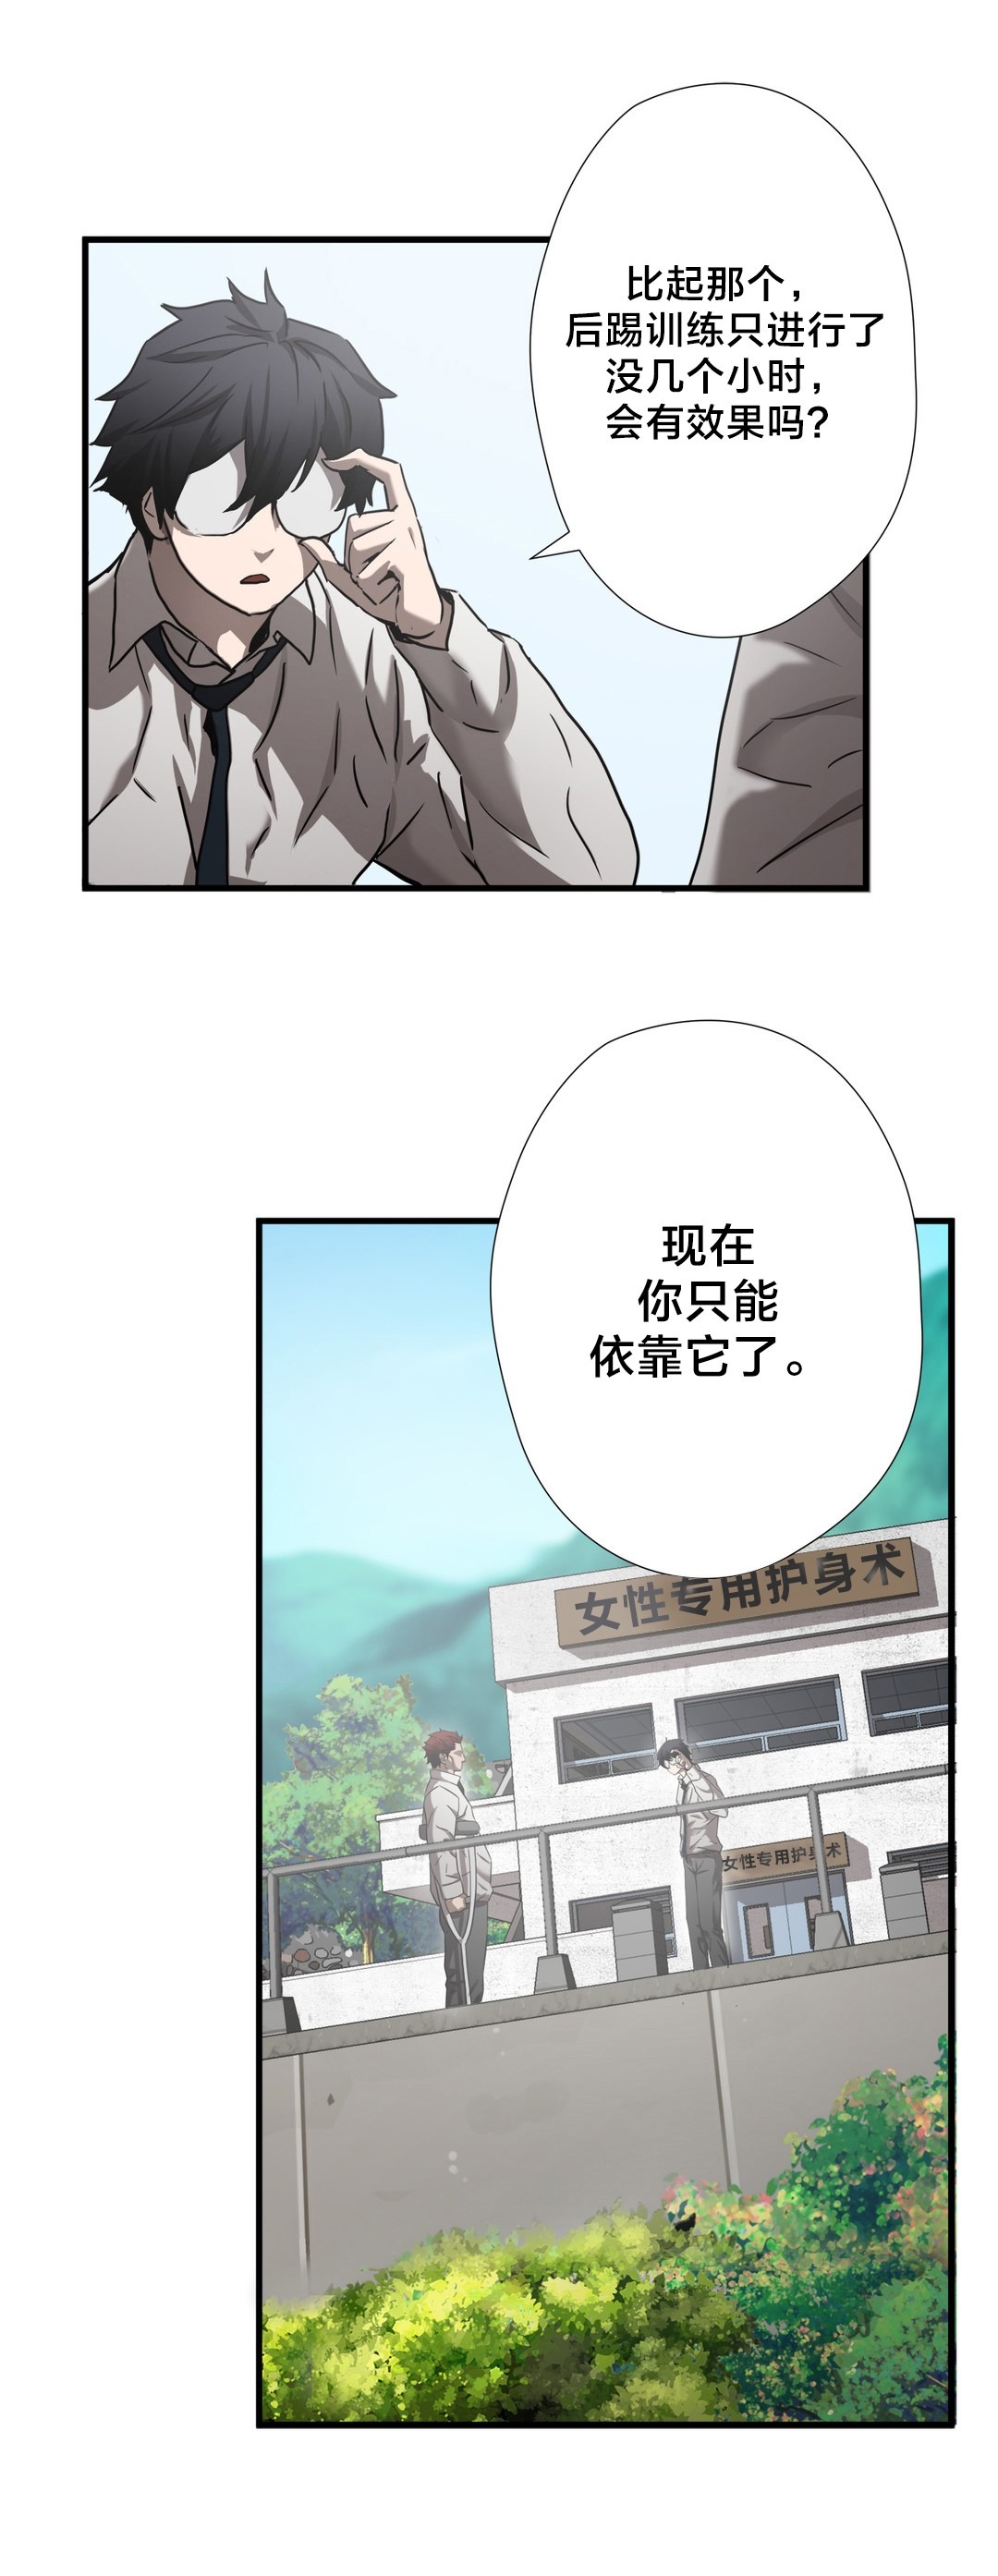 比起那个，
后踢训练只进行了
没几个小时，
会有效果吗？
现在
你只能
依靠它了。
女性专用护身术
女性专用护身术